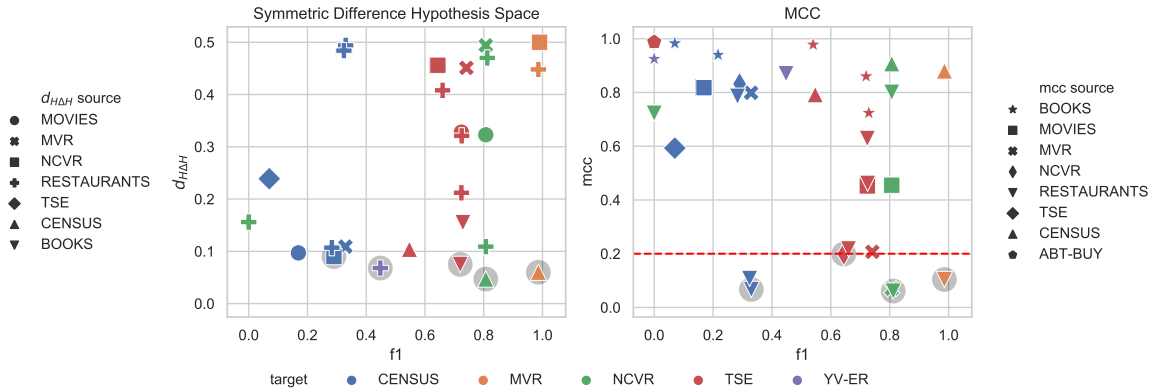 Symmetric Difference Hypothesis Space
MCC
d_{HΔH} source
MOVIES
MVR
NCVR
RESTAURANTS
TSE
CENSUS
BOOKS
d_{HΔH}
0.5
0.4
0.3
0.2
0.1
0.0
0.0 0.2 0.4 0.6 0.8 1.0
f1
mcc
1.0
0.8
0.6
0.4
0.2
0.0
0.0 0.2 0.4 0.6 0.8 1.0
f1
mcc source
BOOKS
MOVIES
MVR
NCVR
RESTAURANTS
TSE
CENSUS
ABT-BUY
target CENSUS MVR NCVR TSE YV-ER